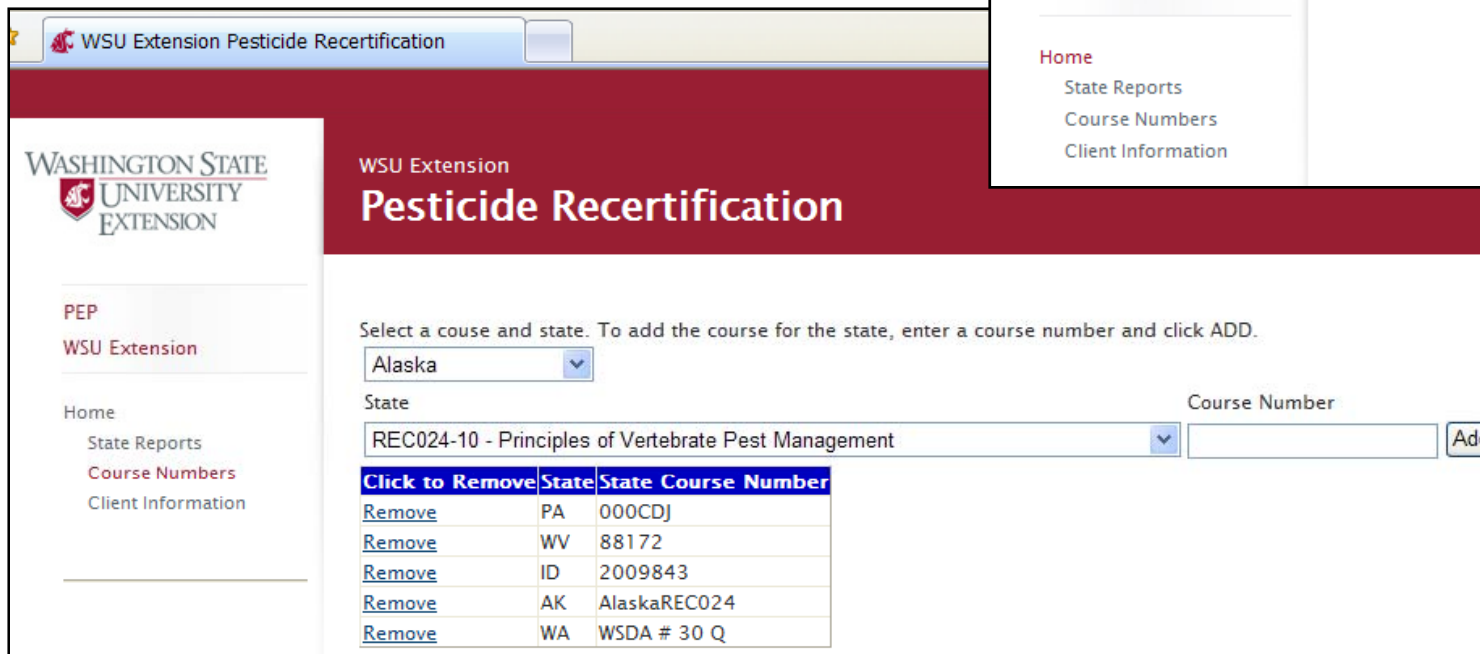 WSU Extension Pesticide Recertification
Home
State Reports
Course Numbers
Client Information
WASHINGTON STATE
UNIVERSITY
EXTENSION
WSU Extension
Pesticide Recertification
PEP
WSU Extension
Home
State Reports
Course Numbers
Client Information
Select a couse and state. To add the course for the state, enter a course number and click ADD.
Alaska
State Course Number
REC024-10 - Principles of Vertebrate Pest Management
Click to Remove State State Course Number
Remove PA 000CDJ
Remove WV 88172
Remove ID 2009843
Remove AK AlaskaREC024
Remove WA WSDA # 30 Q